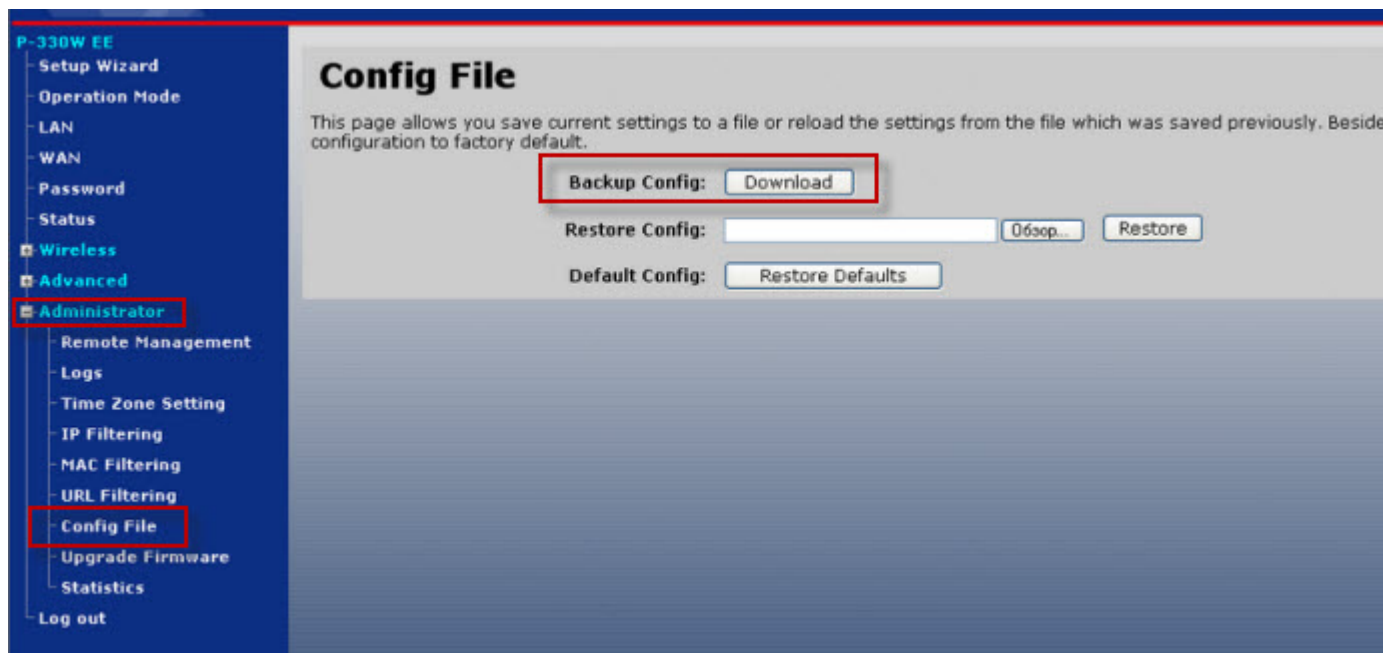 P-330W EE
Setup Wizard
Operation Mode
LAN
WAN
Password
Status
Wireless
Advanced
Administrator
Remote Management
Logs
Time Zone Setting
IP Filtering
MAC Filtering
URL Filtering
Config File
Upgrade Firmware
Statistics
Log out
Config File
This page allows you save current settings to a file or reload the settings from the file which was saved previously. Beside
configuration to factory default.
Backup Config: Download
Restore Config: Обзор... Restore
Default Config: Restore Defaults